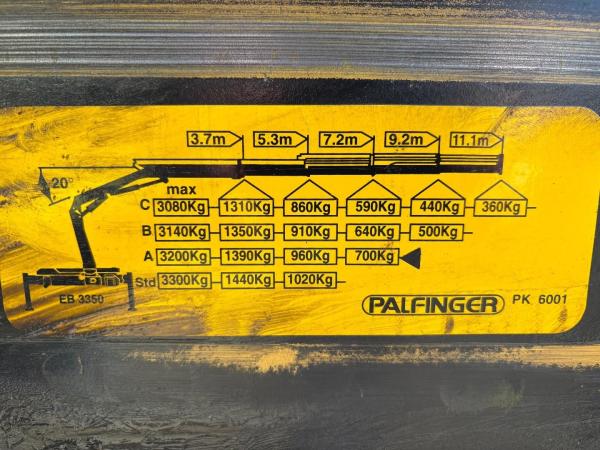 3.7m 5.3m 7.2m 9.2m 11.1m
20°
max
C 3080Kg 1310Kg 860Kg 590Kg 440Kg 360Kg
B 3140Kg 1350Kg 910Kg 640Kg 500Kg
A 3200Kg 1390Kg 960Kg 700Kg
Std 3300Kg 1440Kg 1020Kg
EB 3350
PALFINGER PK 6001